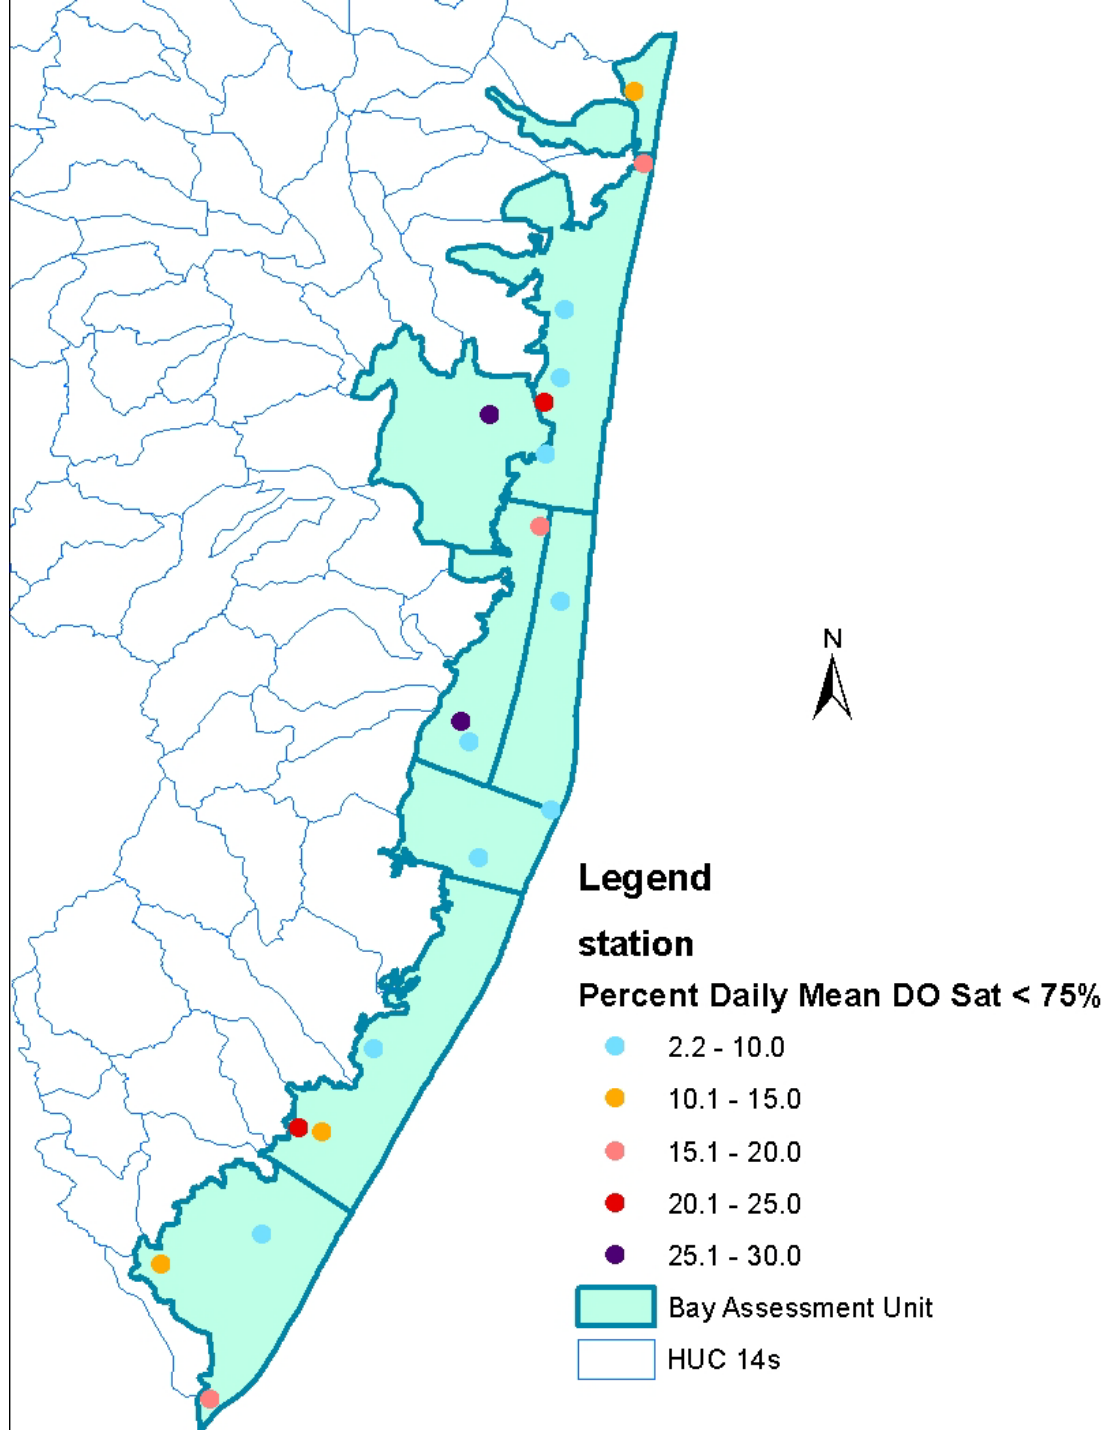 N
Legend
station
Percent Daily Mean DO Sat < 75%
2.2 - 10.0
10.1 - 15.0
15.1 - 20.0
20.1 - 25.0
25.1 - 30.0
Bay Assessment Unit
HUC 14s